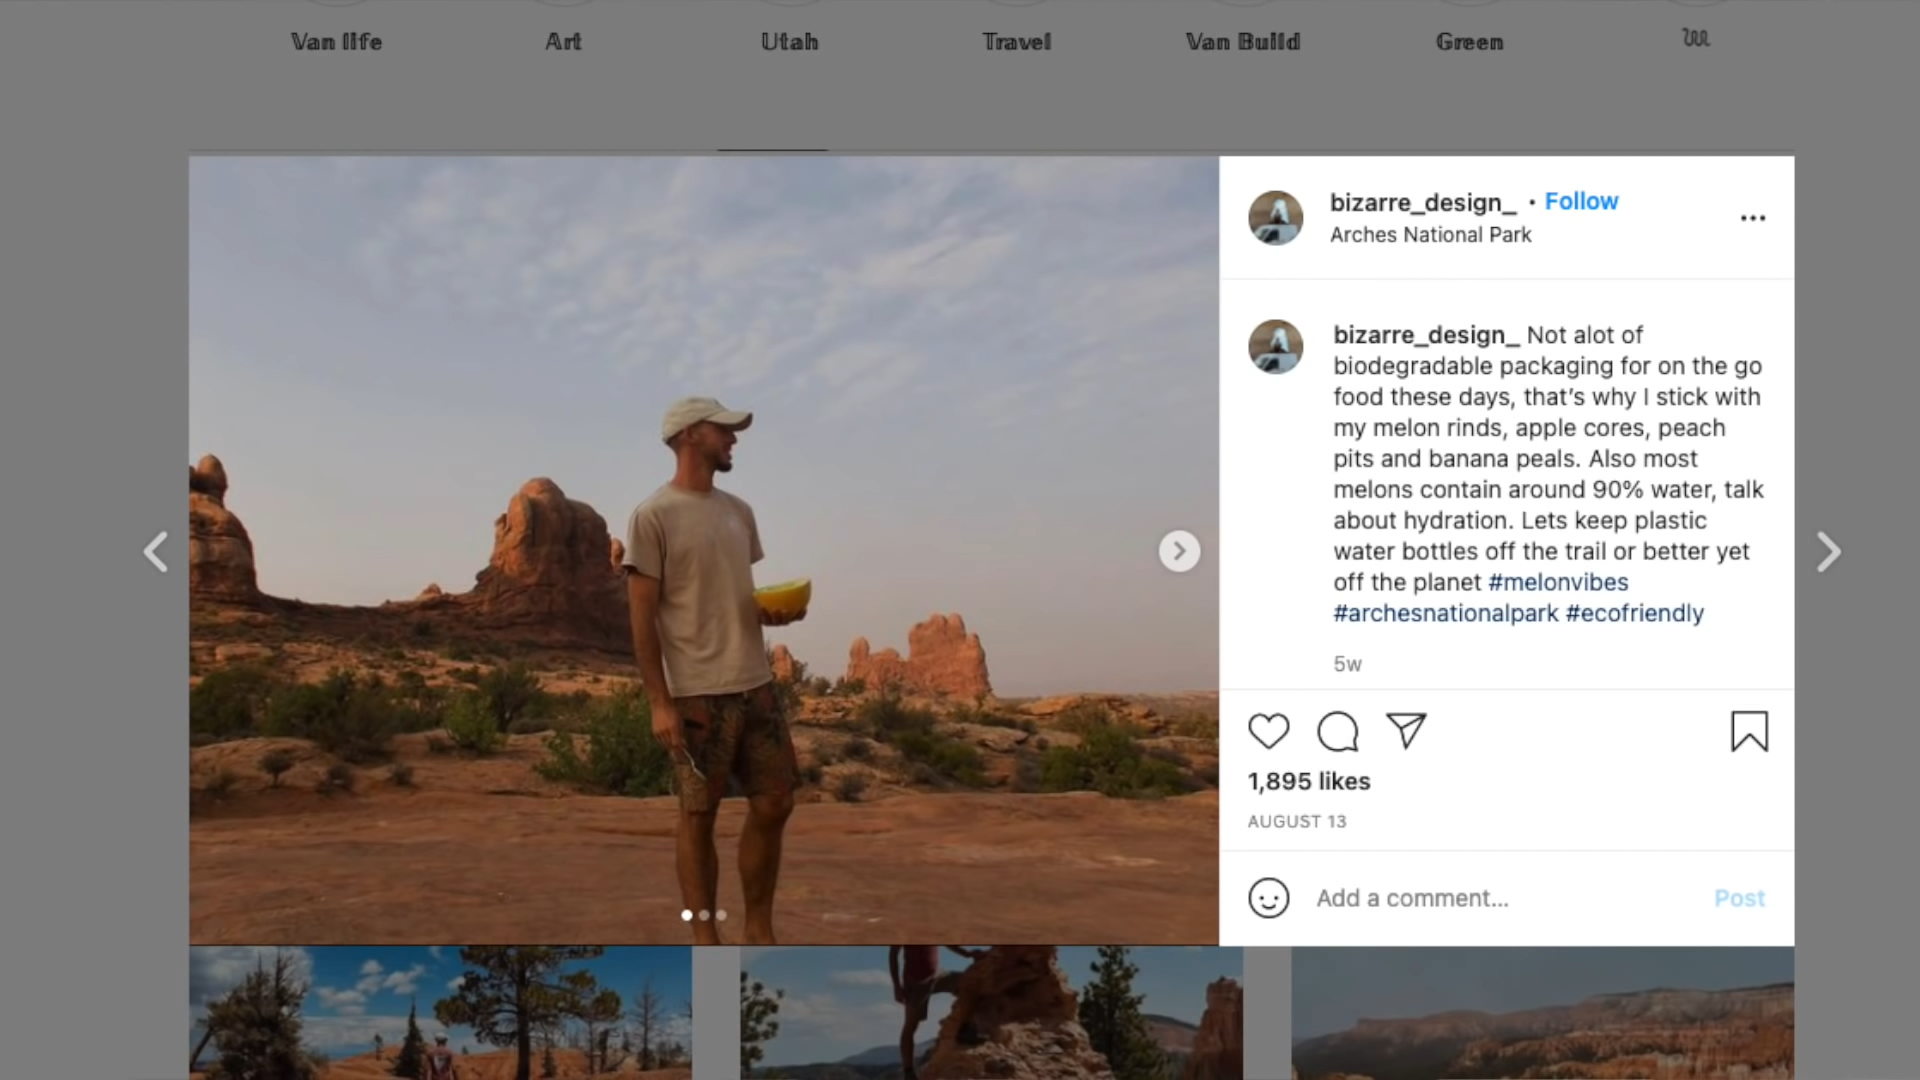 Van life
Art
Utah
Travel
Van Build
Green
bizarre_design_ • Follow
Arches National Park
bizarre_design_ Not alot of
biodegradable packaging for on the go
food these days, that's why I stick with
my melon rinds, apple cores, peach
pits and banana peals. Also most
melons contain around 90% water, talk
about hydration. Lets keep plastic
water bottles off the trail or better yet
off the planet #melonvibes
#archesnationalpark #ecofriendly
5w
1,895 likes
AUGUST 13
Add a comment...
Post